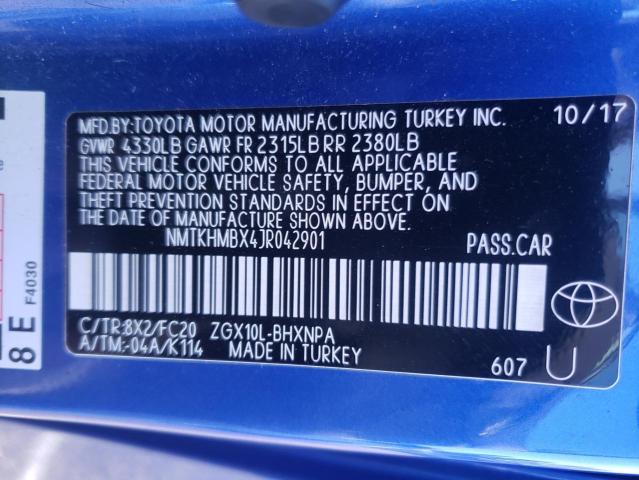 MFD.BY:TOYOTA MOTOR MANUFACTURING TURKEY INC. 10/17
GVWR 4330LB GAWR FR 2315LB RR 2380LB
THIS VEHICLE CONFORMS TO ALL APPLICABLE
FEDERAL MOTOR VEHICLE SAFETY, BUMPER, AND
THEFT PREVENTION STANDARDS IN EFFECT ON
THE DATE OF MANUFACTURE SHOWN ABOVE.
NMTKHMBX4JR042901 PASS.CAR
C/TR:8X2/FC20 ZGX10L-BHXNPA
A/TM:-04A/K114 MADE IN TURKEY
607 U
8E F4030